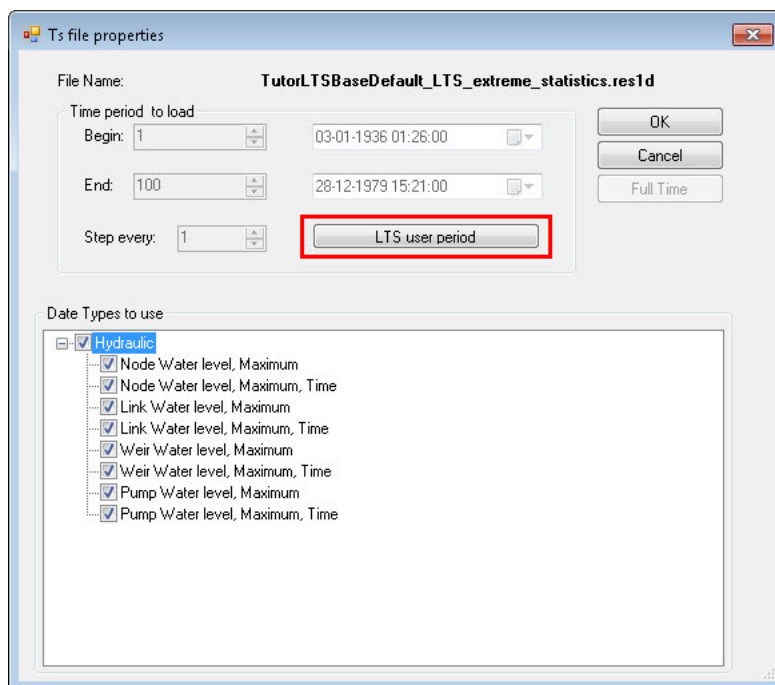 Ts file properties
File Name: TutorLTSBaseDefault_LTS_extreme_statistics.res1d
Time period to load
Begin: 1 03-01-1936 01:26:00
End: 100 28-12-1979 15:21:00
Step every: 1 LTS user period
OK
Cancel
Full Time
Date Types to use
Hydraulic
Node Water level, Maximum
Node Water level, Maximum, Time
Link Water level, Maximum
Link Water level, Maximum, Time
Weir Water level, Maximum
Weir Water level, Maximum, Time
Pump Water level, Maximum
Pump Water level, Maximum, Time